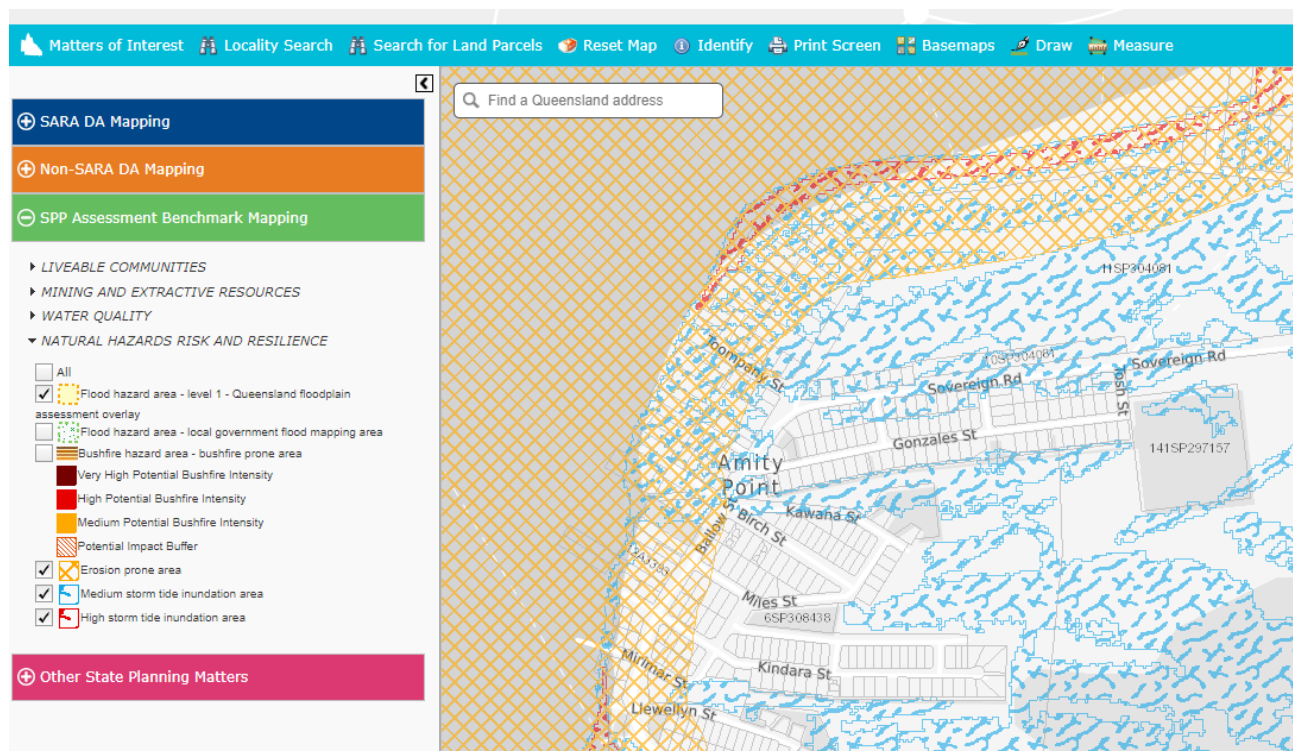 Matters of Interest Locality Search Search for Land Parcels Reset Map Identify Print Screen Basemaps Draw Measure
SARA DA Mapping
Non-SARA DA Mapping
SPP Assessment Benchmark Mapping
LIVEABLE COMMUNITIES
MINING AND EXTRACTIVE RESOURCES
WATER QUALITY
NATURAL HAZARDS RISK AND RESILIENCE
All
Flood hazard area - level 1 - Queensland floodplain
assessment overlay
Flood hazard area - local government flood mapping area
Bushfire hazard area - bushfire prone area
Very High Potential Bushfire Intensity
High Potential Bushfire Intensity
Medium Potential Bushfire Intensity
Potential Impact Buffer
Erosion prone area
Medium storm tide inundation area
High storm tide inundation area
Other State Planning Matters
Find a Queensland address
11SP304081
Toompany St
10SP304081
Sovereign Rd
Sovereign Rd
Tosh St
Gonzales St
141SP297157
Amity
Point
Kawana St
Birch St
Ballow St
Miles St
6SP308438
Mirimar St
Kindara St
Llewellyn St